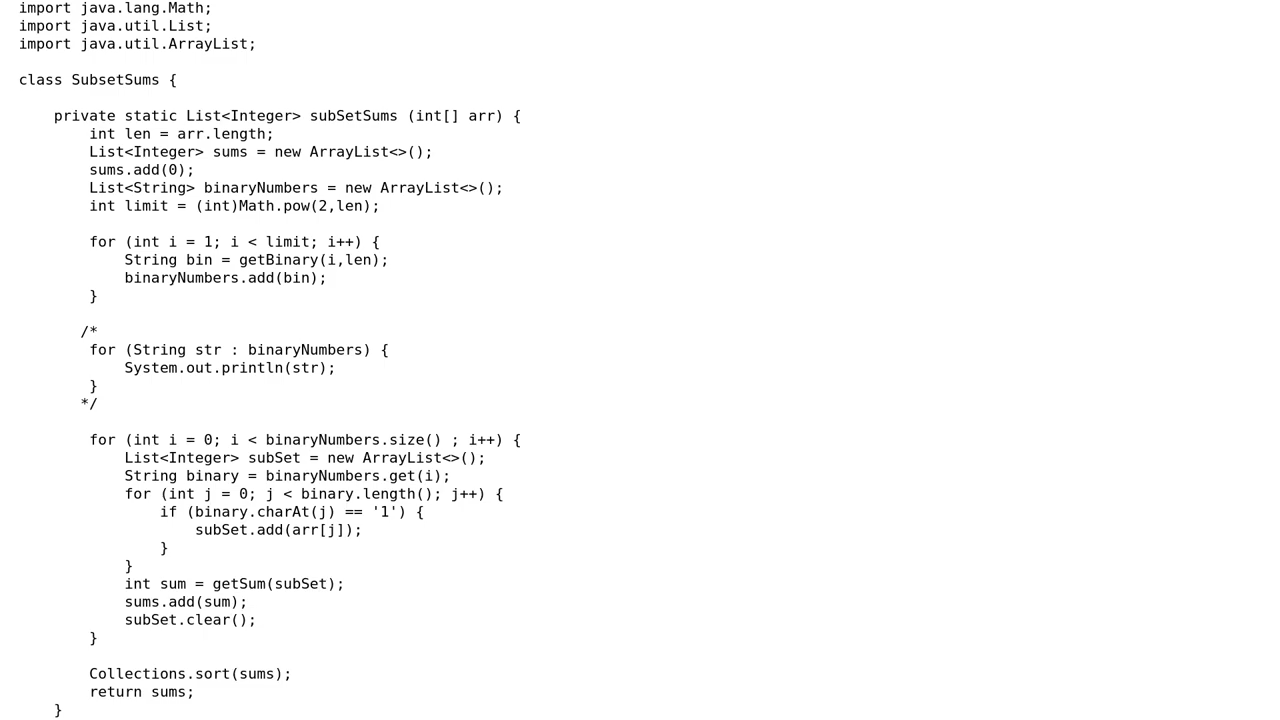 import java.lang.Math;
import java.util.List;
import java.util.ArrayList;

class SubsetSums {

    private static List<Integer> subSetSums (int[] arr) {
        int len = arr.length;
        List<Integer> sums = new ArrayList<>();
        sums.add(0);
        List<String> binaryNumbers = new ArrayList<>();
        int limit = (int)Math.pow(2,len);

        for (int i = 1; i < limit; i++) {
            String bin = getBinary(i,len);
            binaryNumbers.add(bin);
        }

       /*
        for (String str : binaryNumbers) {
            System.out.println(str);
        }
       */

        for (int i = 0; i < binaryNumbers.size() ; i++) {
            List<Integer> subSet = new ArrayList<>();
            String binary = binaryNumbers.get(i);
            for (int j = 0; j < binary.length(); j++) {
                if (binary.charAt(j) == '1') {
                    subSet.add(arr[j]);
                }
            }
            int sum = getSum(subSet);
            sums.add(sum);
            subSet.clear();
        }

        Collections.sort(sums);
        return sums;
    }